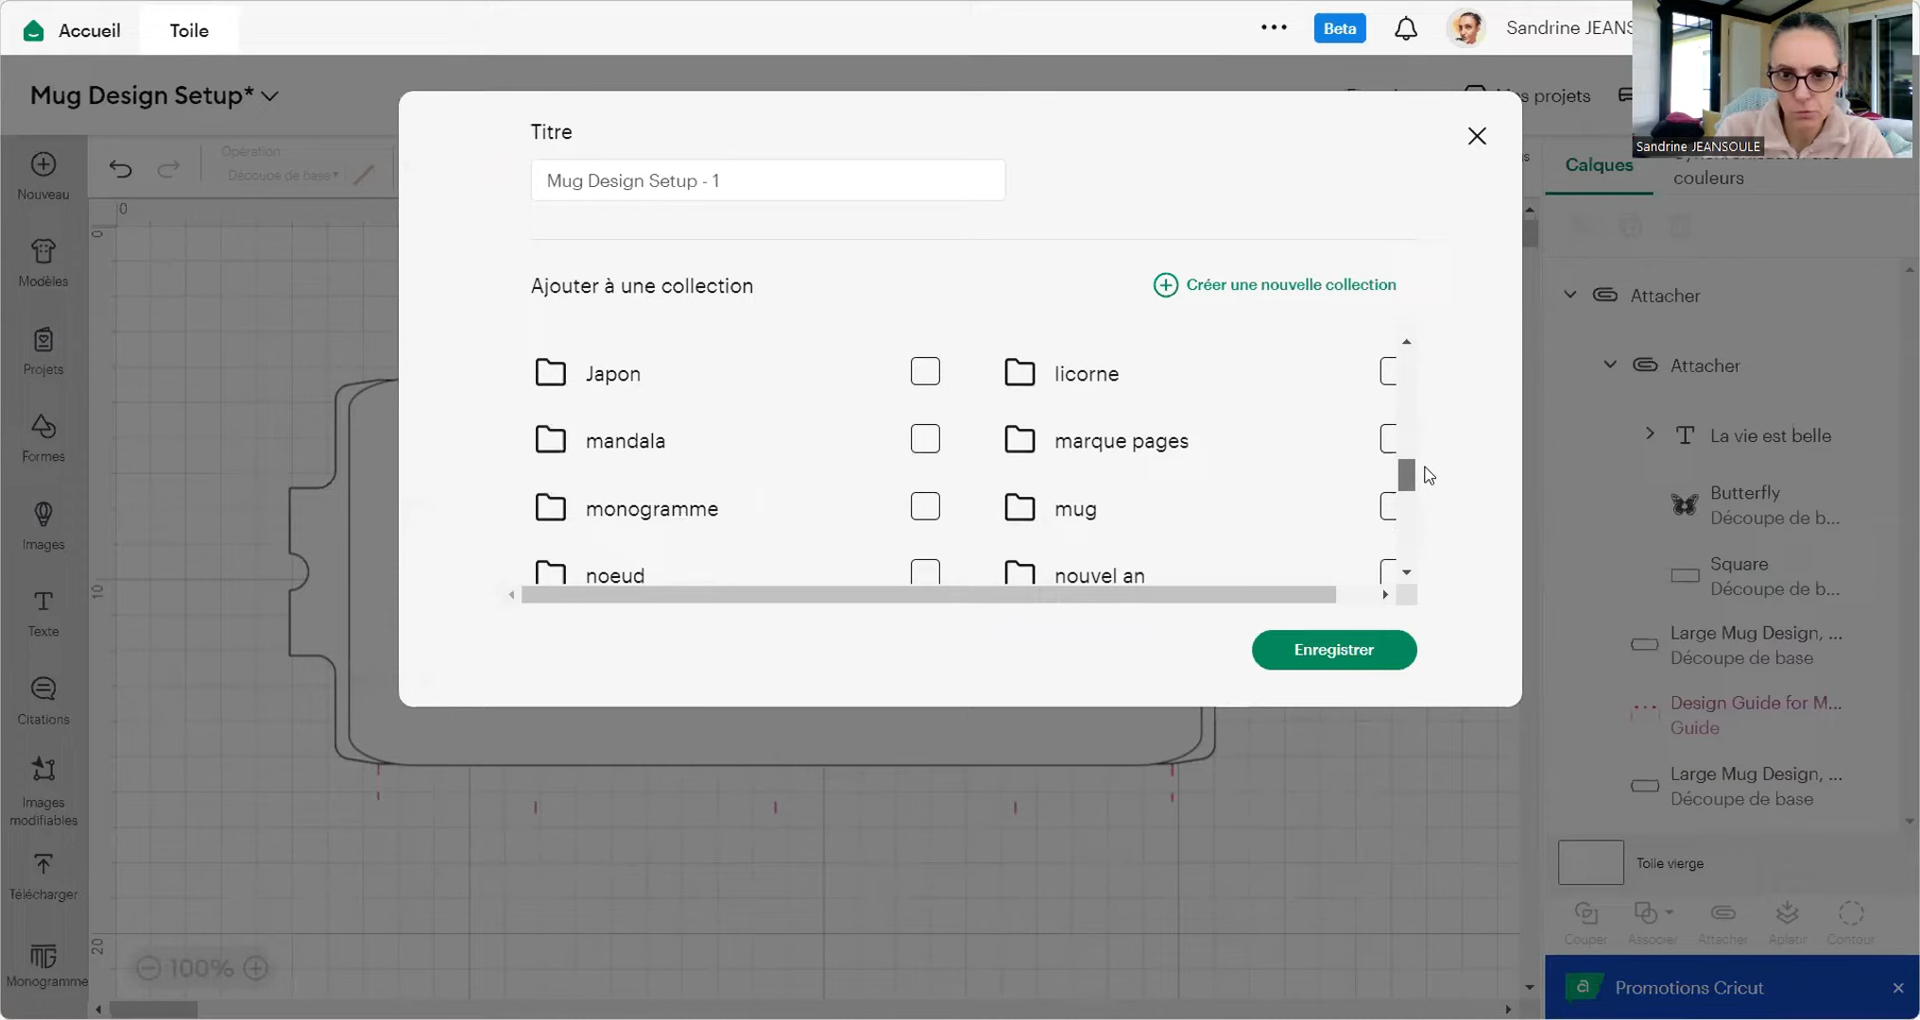 Accueil
Toile
Beta
Sandrine JEANS
Mug Design Setup*
Mes projets
Sandrine JEANSOULE
Titre
Mug Design Setup - 1
Ajouter à une collection
Créer une nouvelle collection
Japon
licorne
mandala
marque pages
monogramme
mug
noeud
nouvel an
Enregistrer
Nouveau
Modèles
Projets
Formes
Images
Texte
Citations
Images
modifiables
Télécharger
Monogramme
Opération
Découpe de base
0
0
10
20
100%
Calques
couleurs
Attacher
Attacher
La vie est belle
Butterfly
Découpe de b...
Square
Découpe de b...
Large Mug Design, ...
Découpe de base
Design Guide for M...
Guide
Large Mug Design, ...
Découpe de base
Toile vierge
Couper
Associer
Attacher
Aplatir
Contour
a
Promotions Cricut